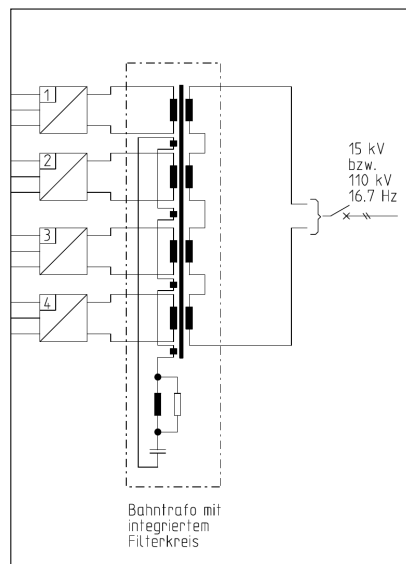 1
2
3
4
15 kV
bzw.
110 kV
16.7 Hz
Bahntrafo mit
integriertem
Filterkreis